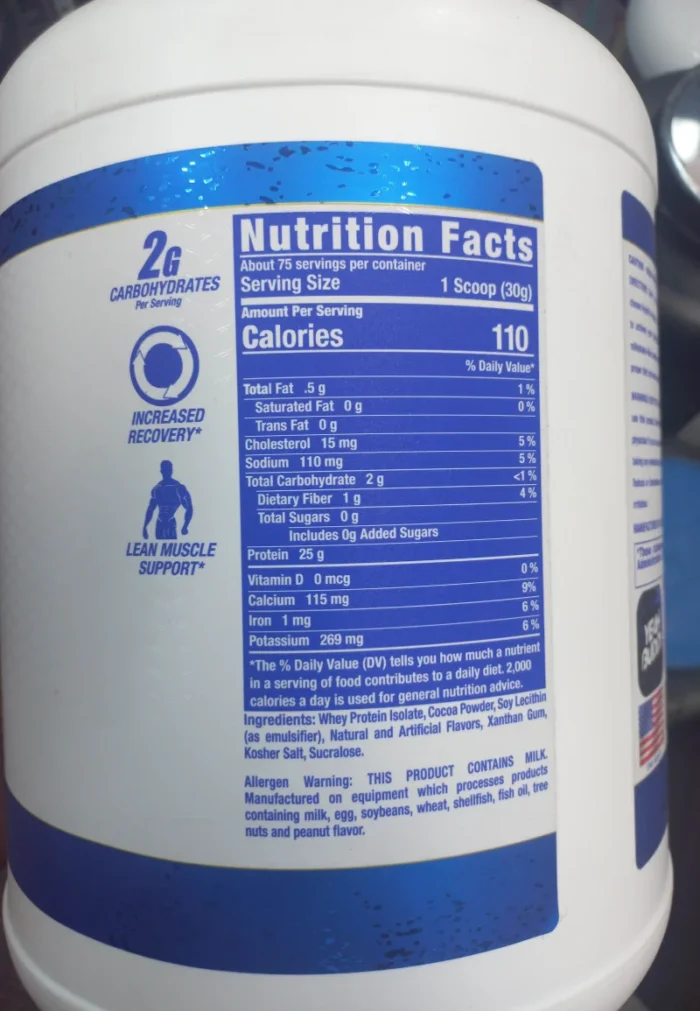 2G
CARBOHYDRATES
Per Serving
INCREASED
RECOVERY*
LEAN MUSCLE
SUPPORT*
Nutrition Facts
About 75 servings per container
Serving Size 1 Scoop (30g)
Amount Per Serving
Calories 110
% Daily Value*
Total Fat .5 g 1%
Saturated Fat 0 g 0%
Trans Fat 0 g
Cholesterol 15 mg 5%
Sodium 110 mg 5%
Total Carbohydrate 2 g <1%
Dietary Fiber 1 g 4%
Total Sugars 0 g
Includes 0g Added Sugars
Protein 25 g
Vitamin D 0 mcg 0%
Calcium 115 mg 9%
Iron 1 mg 6%
Potassium 269 mg 6%
*The % Daily Value (DV) tells you how much a nutrient
in a serving of food contributes to a daily diet. 2,000
calories a day is used for general nutrition advice.
Ingredients: Whey Protein Isolate, Cocoa Powder, Soy Lecithin
(as emulsifier), Natural and Artificial Flavors, Xanthan Gum,
Kosher Salt, Sucralose.
Allergen Warning: THIS PRODUCT CONTAINS MILK.
Manufactured on equipment which processes products
containing milk, egg, soybeans, wheat, shellfish, fish oil, tree
nuts and peanut flavor.